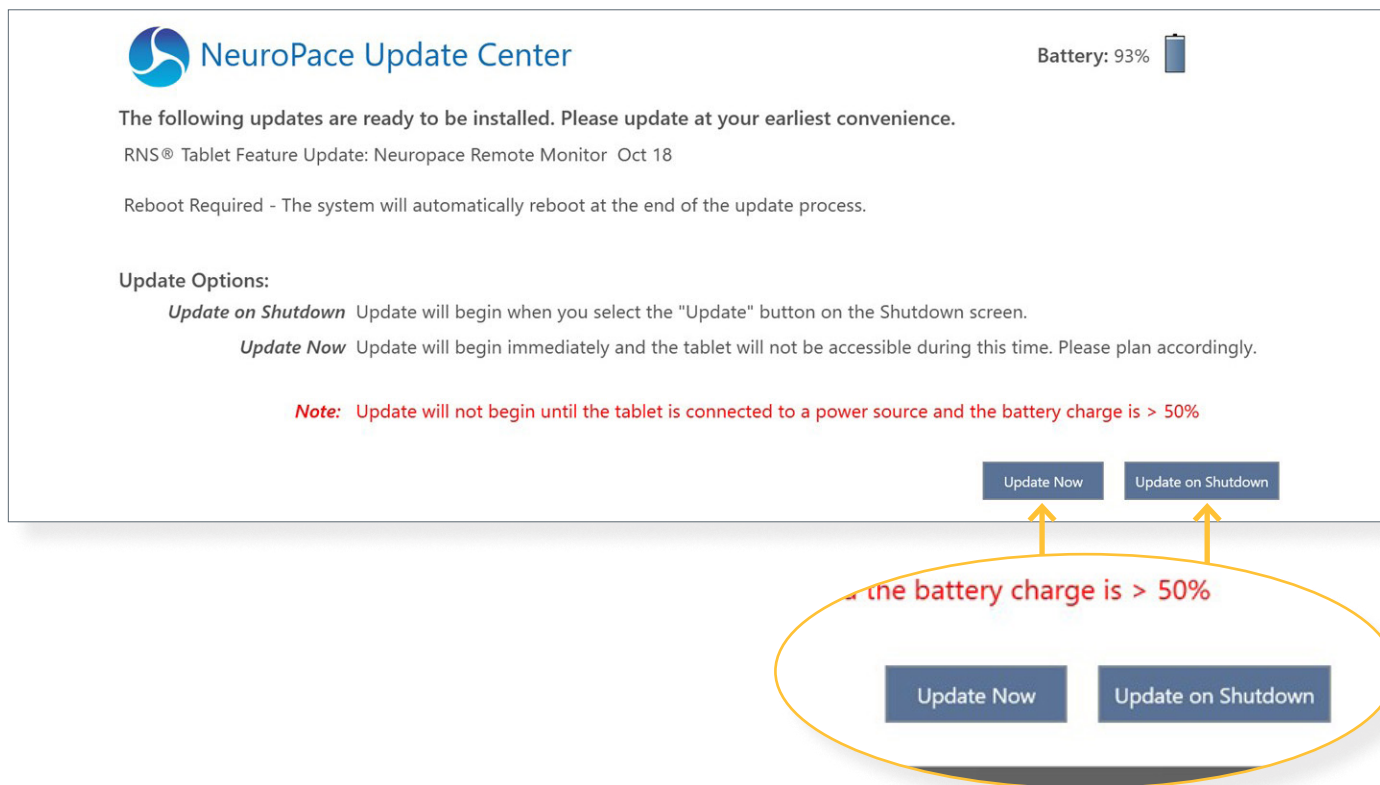 NeuroPace Update Center
Battery: 93%
The following updates are ready to be installed. Please update at your earliest convenience.
RNS® Tablet Feature Update: Neuropace Remote Monitor Oct 18
Reboot Required - The system will automatically reboot at the end of the update process.
Update Options:
Update on Shutdown Update will begin when you select the "Update" button on the Shutdown screen.
Update Now Update will begin immediately and the tablet will not be accessible during this time. Please plan accordingly.
Note: Update will not begin until the tablet is connected to a power source and the battery charge is > 50%
Update Now Update on Shutdown
the battery charge is > 50%
Update Now Update on Shutdown